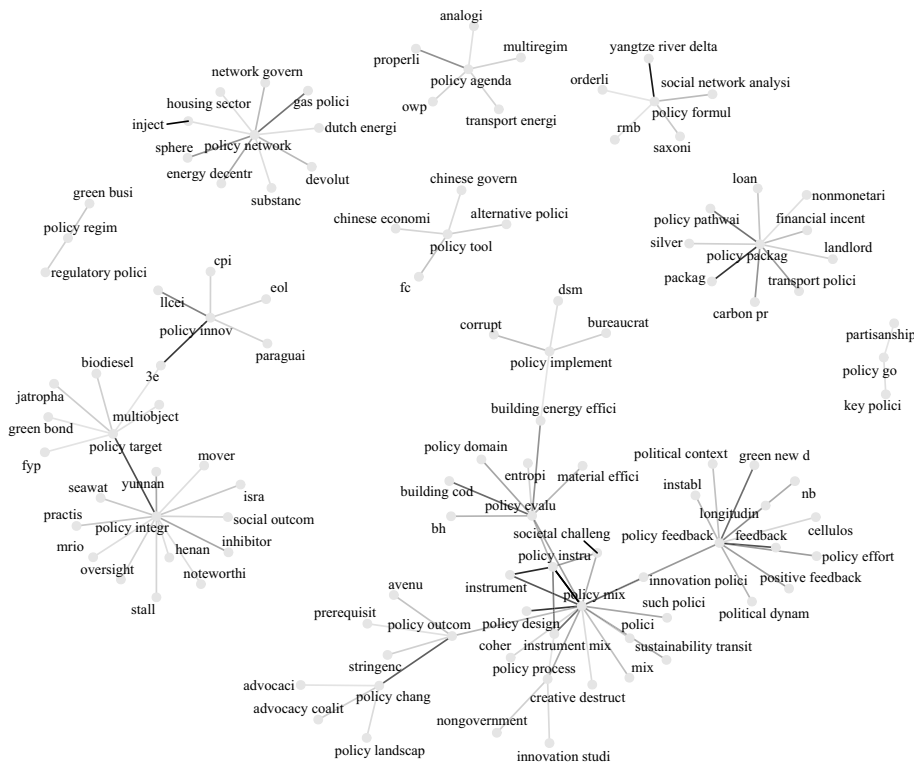 analogi
properli
multiregim
policy agenda
owp
transport energi
yangtze river delta
orderli
social network analysi
policy formul
rmb
saxoni
network govern
housing sector
gas polici
inject
dutch energi
sphere
policy network
energy decentr
devolut
substanc
green busi
policy regim
regulatory polici
chinese govern
chinese economi
alternative polici
policy tool
fc
loan
nonmonetari
policy pathwai
financial incent
silver
policy packag
landlord
packag
transport polici
carbon pr
cpi
llcei
eol
policy innov
paraguai
3e
dsm
corrupt
bureaucrat
policy implement
building energy effici
partisanship
policy go
key polici
biodiesel
jatropha
multiobject
green bond
policy target
fyp
mover
yunnan
seawat
isra
practis
policy integr
social outcom
mrio
henan
inhibitor
oversight
noteworthi
stall
policy domain
entropi
material effici
building cod
policy evalu
bh
societal challeng
policy instru
instrument
policy mix
policy design
such polici
polici
coher
instrument mix
sustainability transit
policy process
mix
creative destruct
nongovernment
innovation studi
political context
green new d
instabl
nb
longitudin
policy feedback
feedback
cellulos
policy effort
innovation polici
positive feedback
political dynam
avenu
prerequisit
policy outcom
stringenc
advocaci
policy chang
advocacy coalit
policy landscap